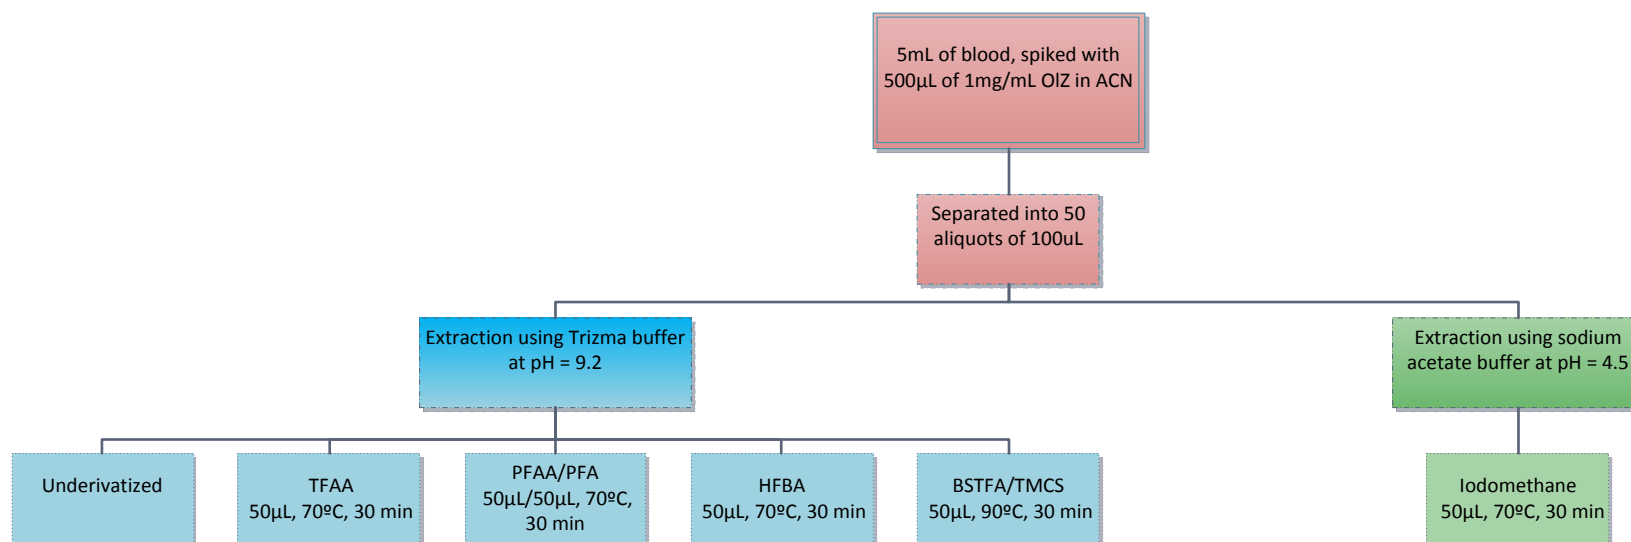 5mL of blood, spiked with
500µL of 1mg/mL OlZ in ACN
Separated into 50
aliquots of 100uL
Extraction using Trizma buffer
at pH = 9.2
Extraction using sodium
acetate buffer at pH = 4.5
Underivatized
TFAA
50µL, 70ºC, 30 min
PFAA/PFA
50µL/50µL, 70ºC,
30 min
HFBA
50µL, 70ºC, 30 min
BSTFA/TMCS
50µL, 90ºC, 30 min
Iodomethane
50µL, 70ºC, 30 min